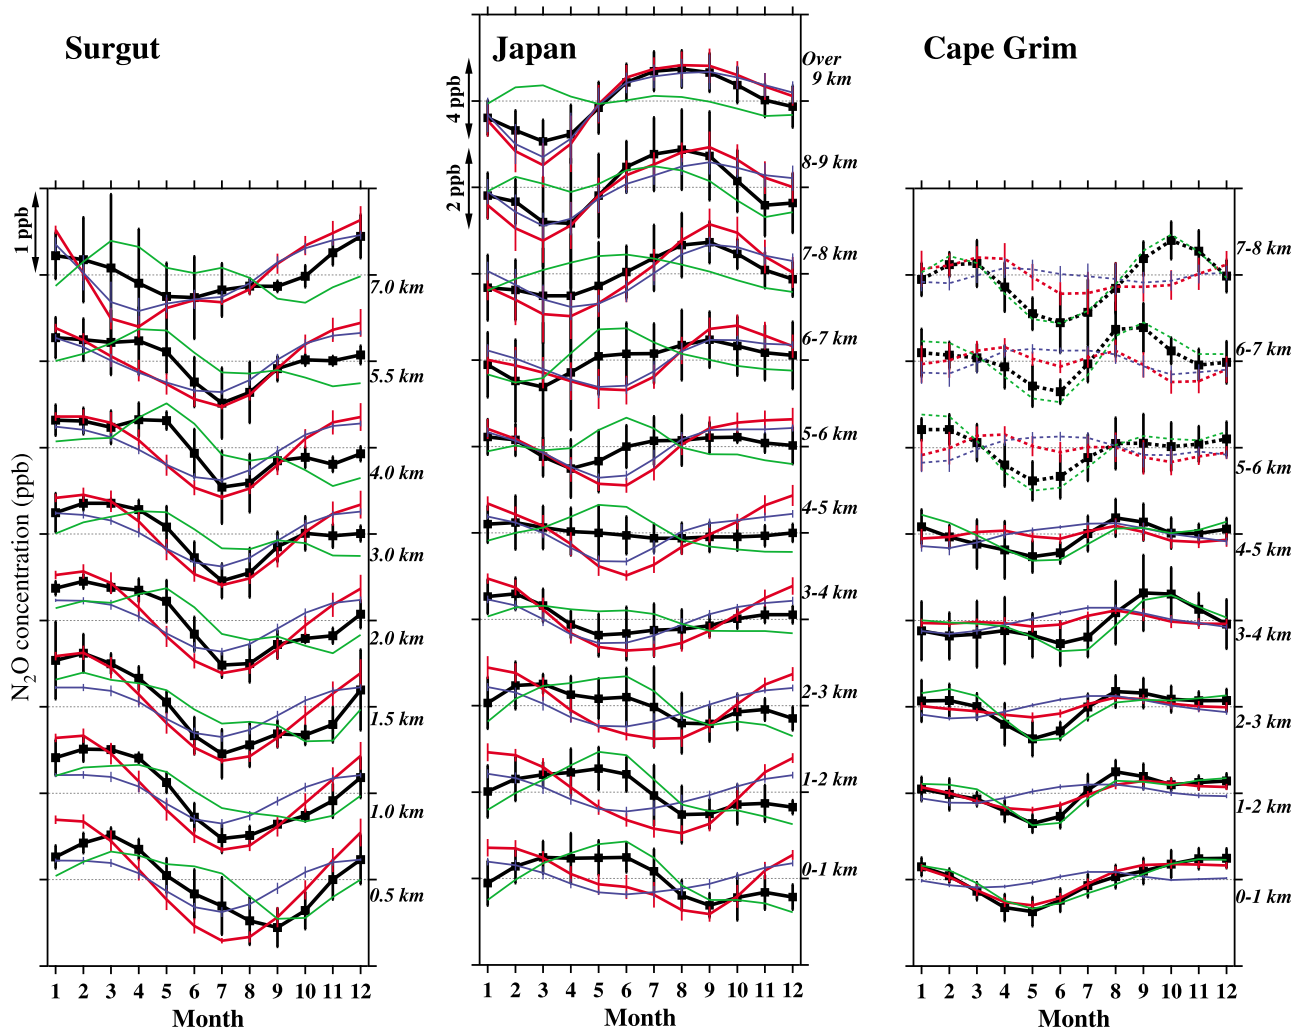 Surgut
Japan
Cape Grim
N2O concentration (ppb)
1 ppb
7.0 km
5.5 km
4.0 km
3.0 km
2.0 km
1.5 km
1.0 km
0.5 km
1 2 3 4 5 6 7 8 9 10 11 12
Month
4 ppb
2 ppb
Over
9 km
8-9 km
7-8 km
6-7 km
5-6 km
4-5 km
3-4 km
2-3 km
1-2 km
0-1 km
1 2 3 4 5 6 7 8 9 10 11 12
Month
7-8 km
6-7 km
5-6 km
4-5 km
3-4 km
2-3 km
1-2 km
0-1 km
1 2 3 4 5 6 7 8 9 10 11 12
Month